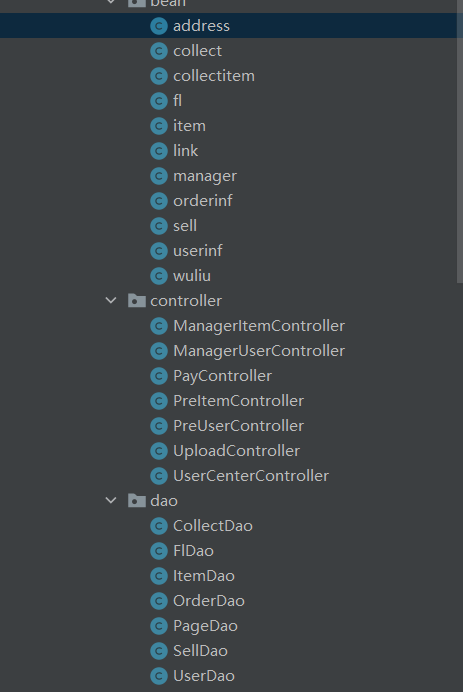 bean
address
collect
collectitem
fl
item
link
manager
orderinf
sell
userinf
wuliu
controller
ManagerItemController
ManagerUserController
PayController
PreItemController
PreUserController
UploadController
UserCenterController
dao
CollectDao
FlDao
ItemDao
OrderDao
PageDao
SellDao
UserDao